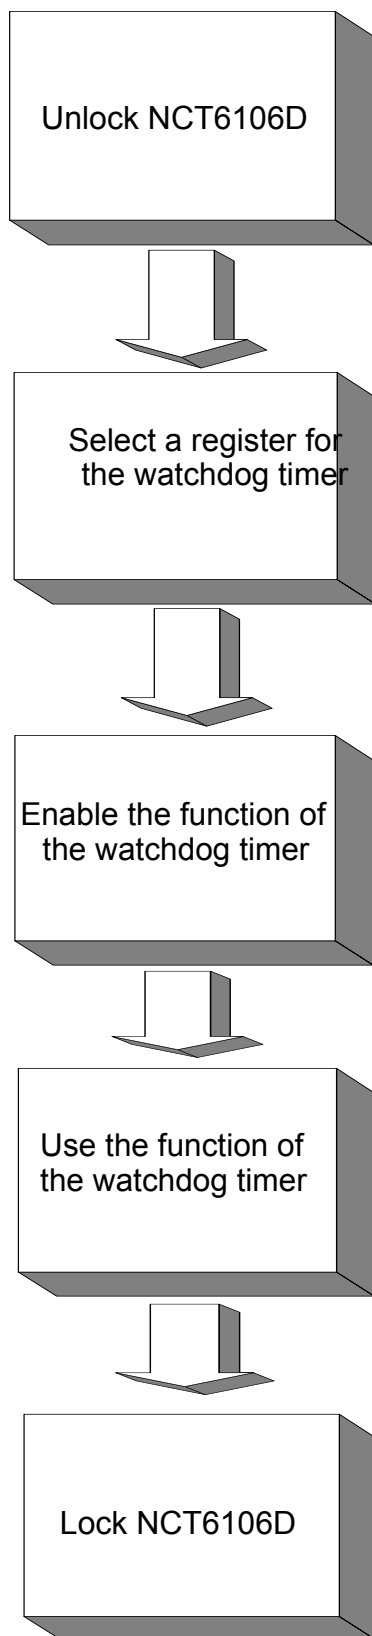 Unlock NCT6106D
Select a register for
the watchdog timer
Enable the function of
the watchdog timer
Use the function of
the watchdog timer
Lock NCT6106D